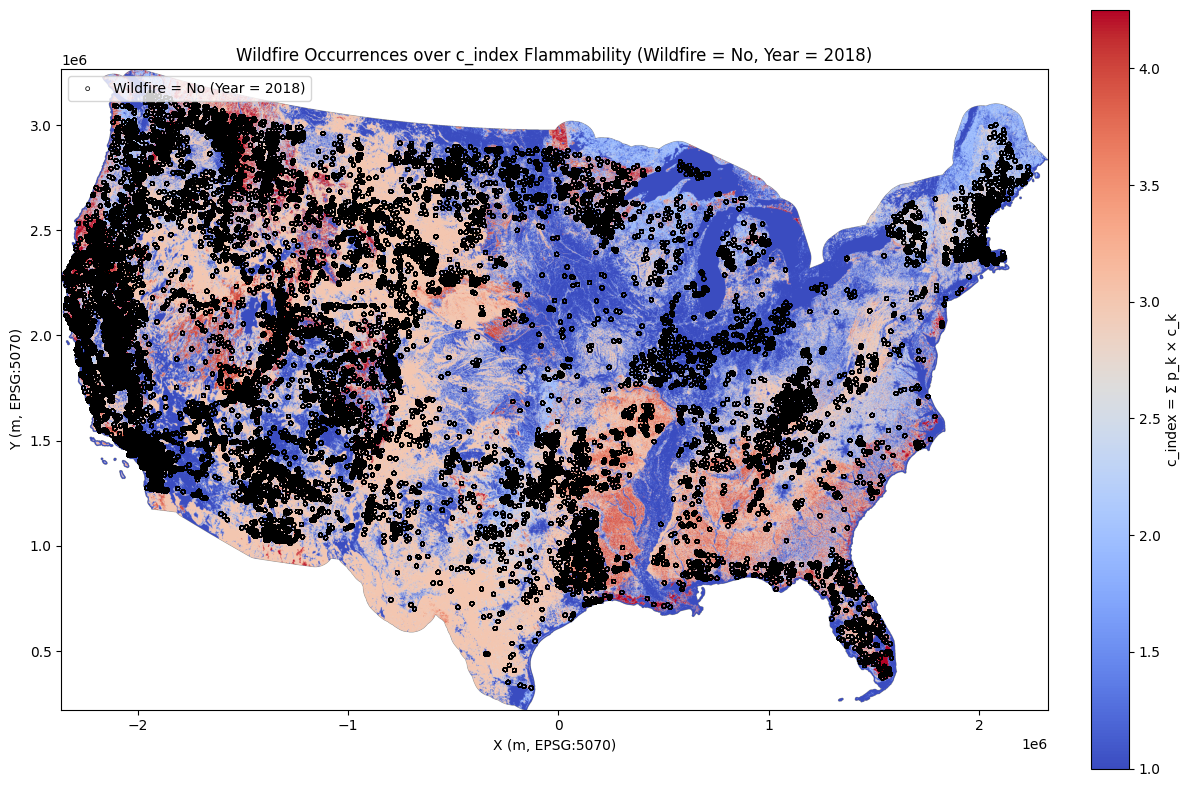 Wildfire Occurrences over c_index Flammability (Wildfire = No, Year = 2018)
1e6
Wildfire = No (Year = 2018)
3.0
2.5
2.0
1.5
1.0
0.5
Y (m, EPSG:5070)
−2
−1
0
1
2
1e6
X (m, EPSG:5070)
4.0
3.5
3.0
2.5
2.0
1.5
1.0
c_index = Σ p_k × c_k